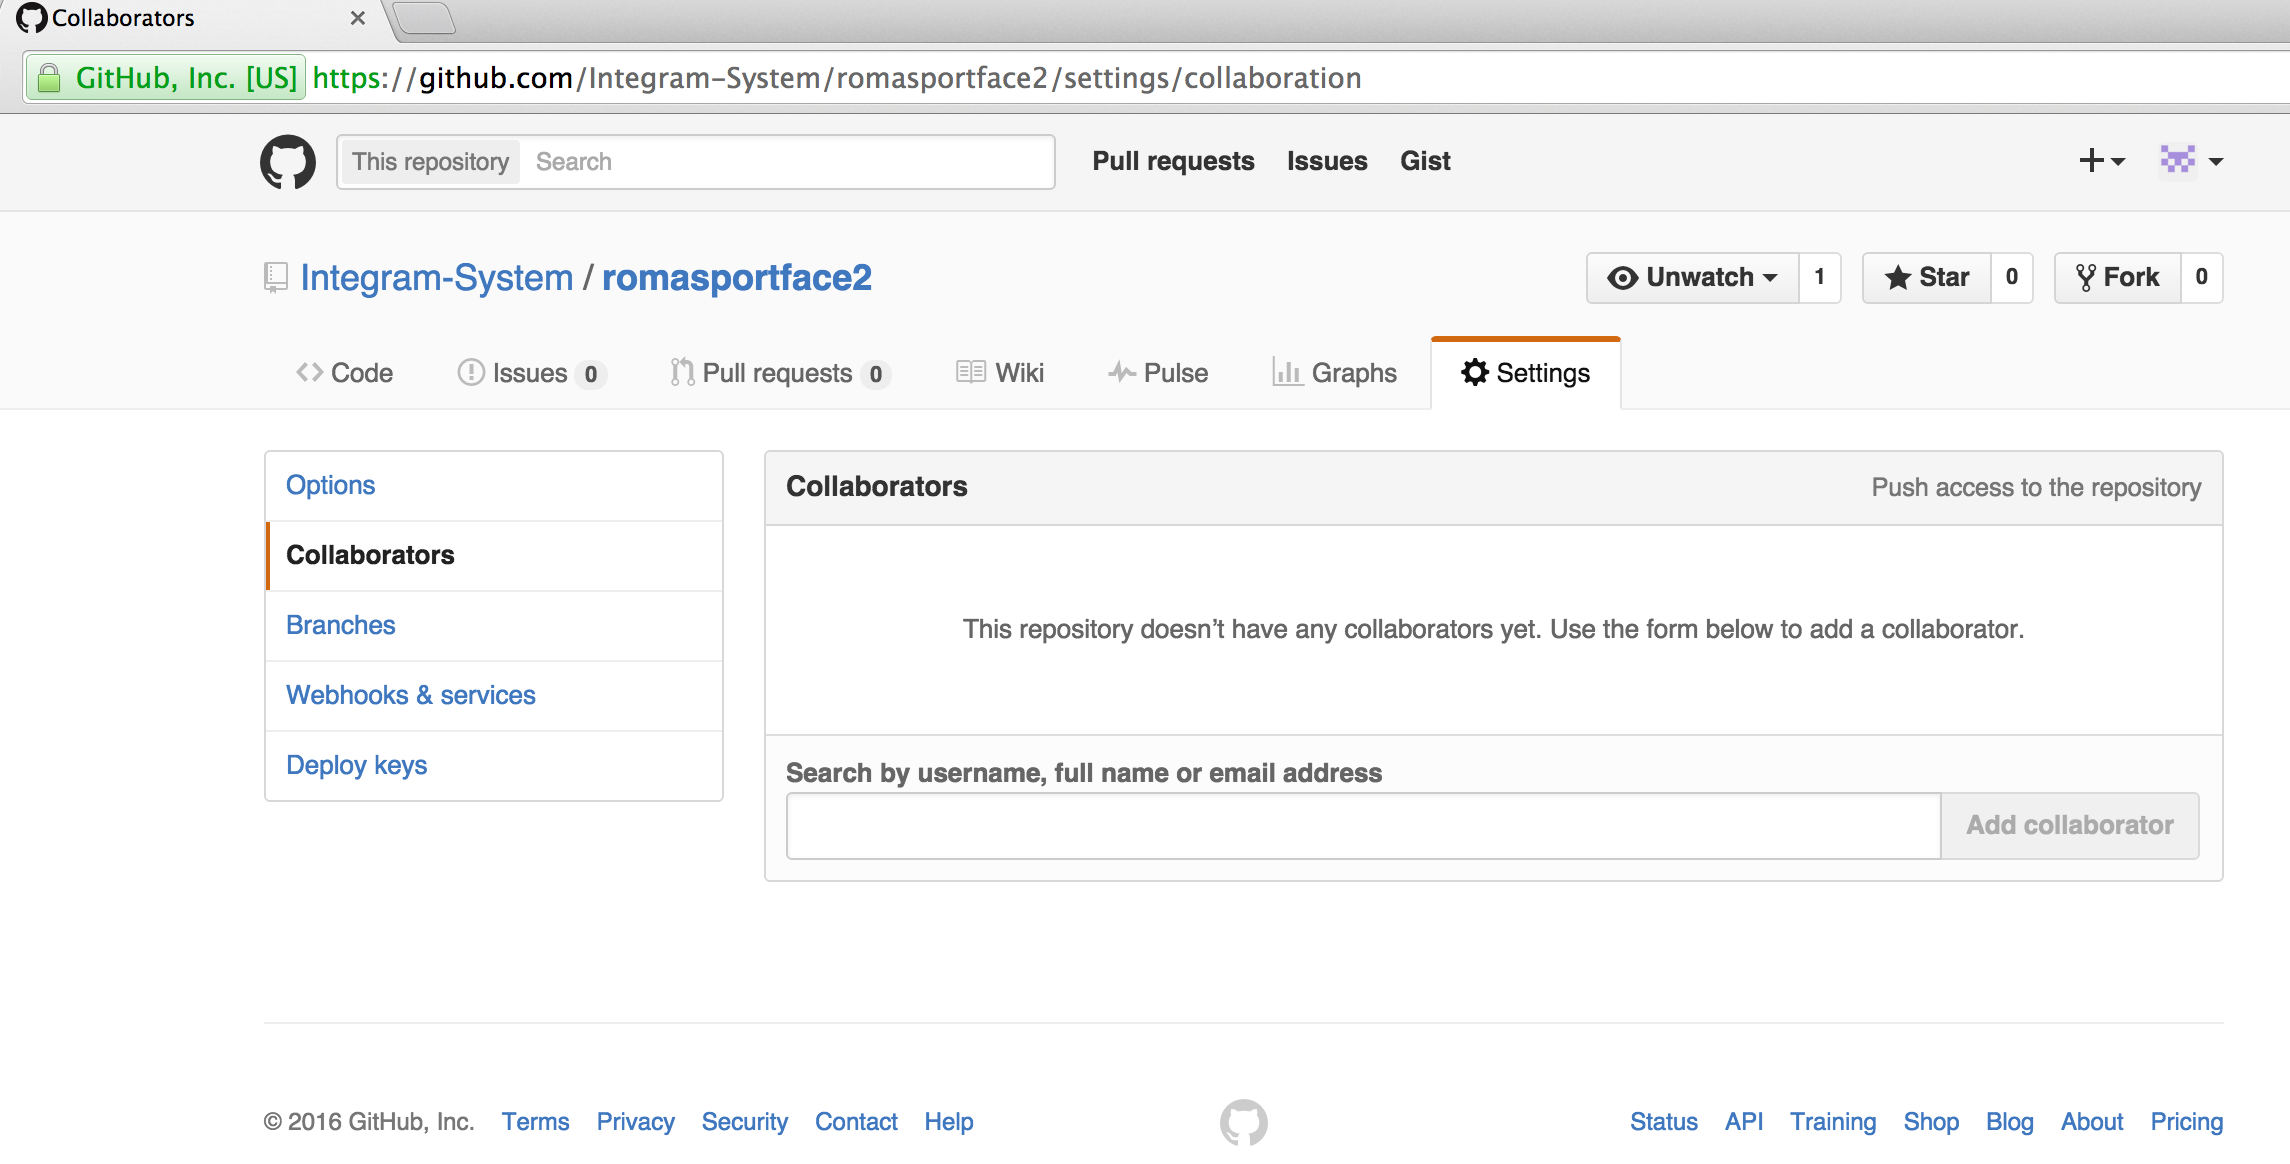 Collaborators
GitHub, Inc. [US] https://github.com/Integram-System/romasportface2/settings/collaboration
This repository Search Pull requests Issues Gist
Integram-System / romasportface2 Unwatch 1 Star 0 Fork 0
Code Issues 0 Pull requests 0 Wiki Pulse Graphs Settings
Options
Collaborators
Branches
Webhooks & services
Deploy keys
Collaborators Push access to the repository
This repository doesn’t have any collaborators yet. Use the form below to add a collaborator.
Search by username, full name or email address
Add collaborator
© 2016 GitHub, Inc. Terms Privacy Security Contact Help Status API Training Shop Blog About Pricing